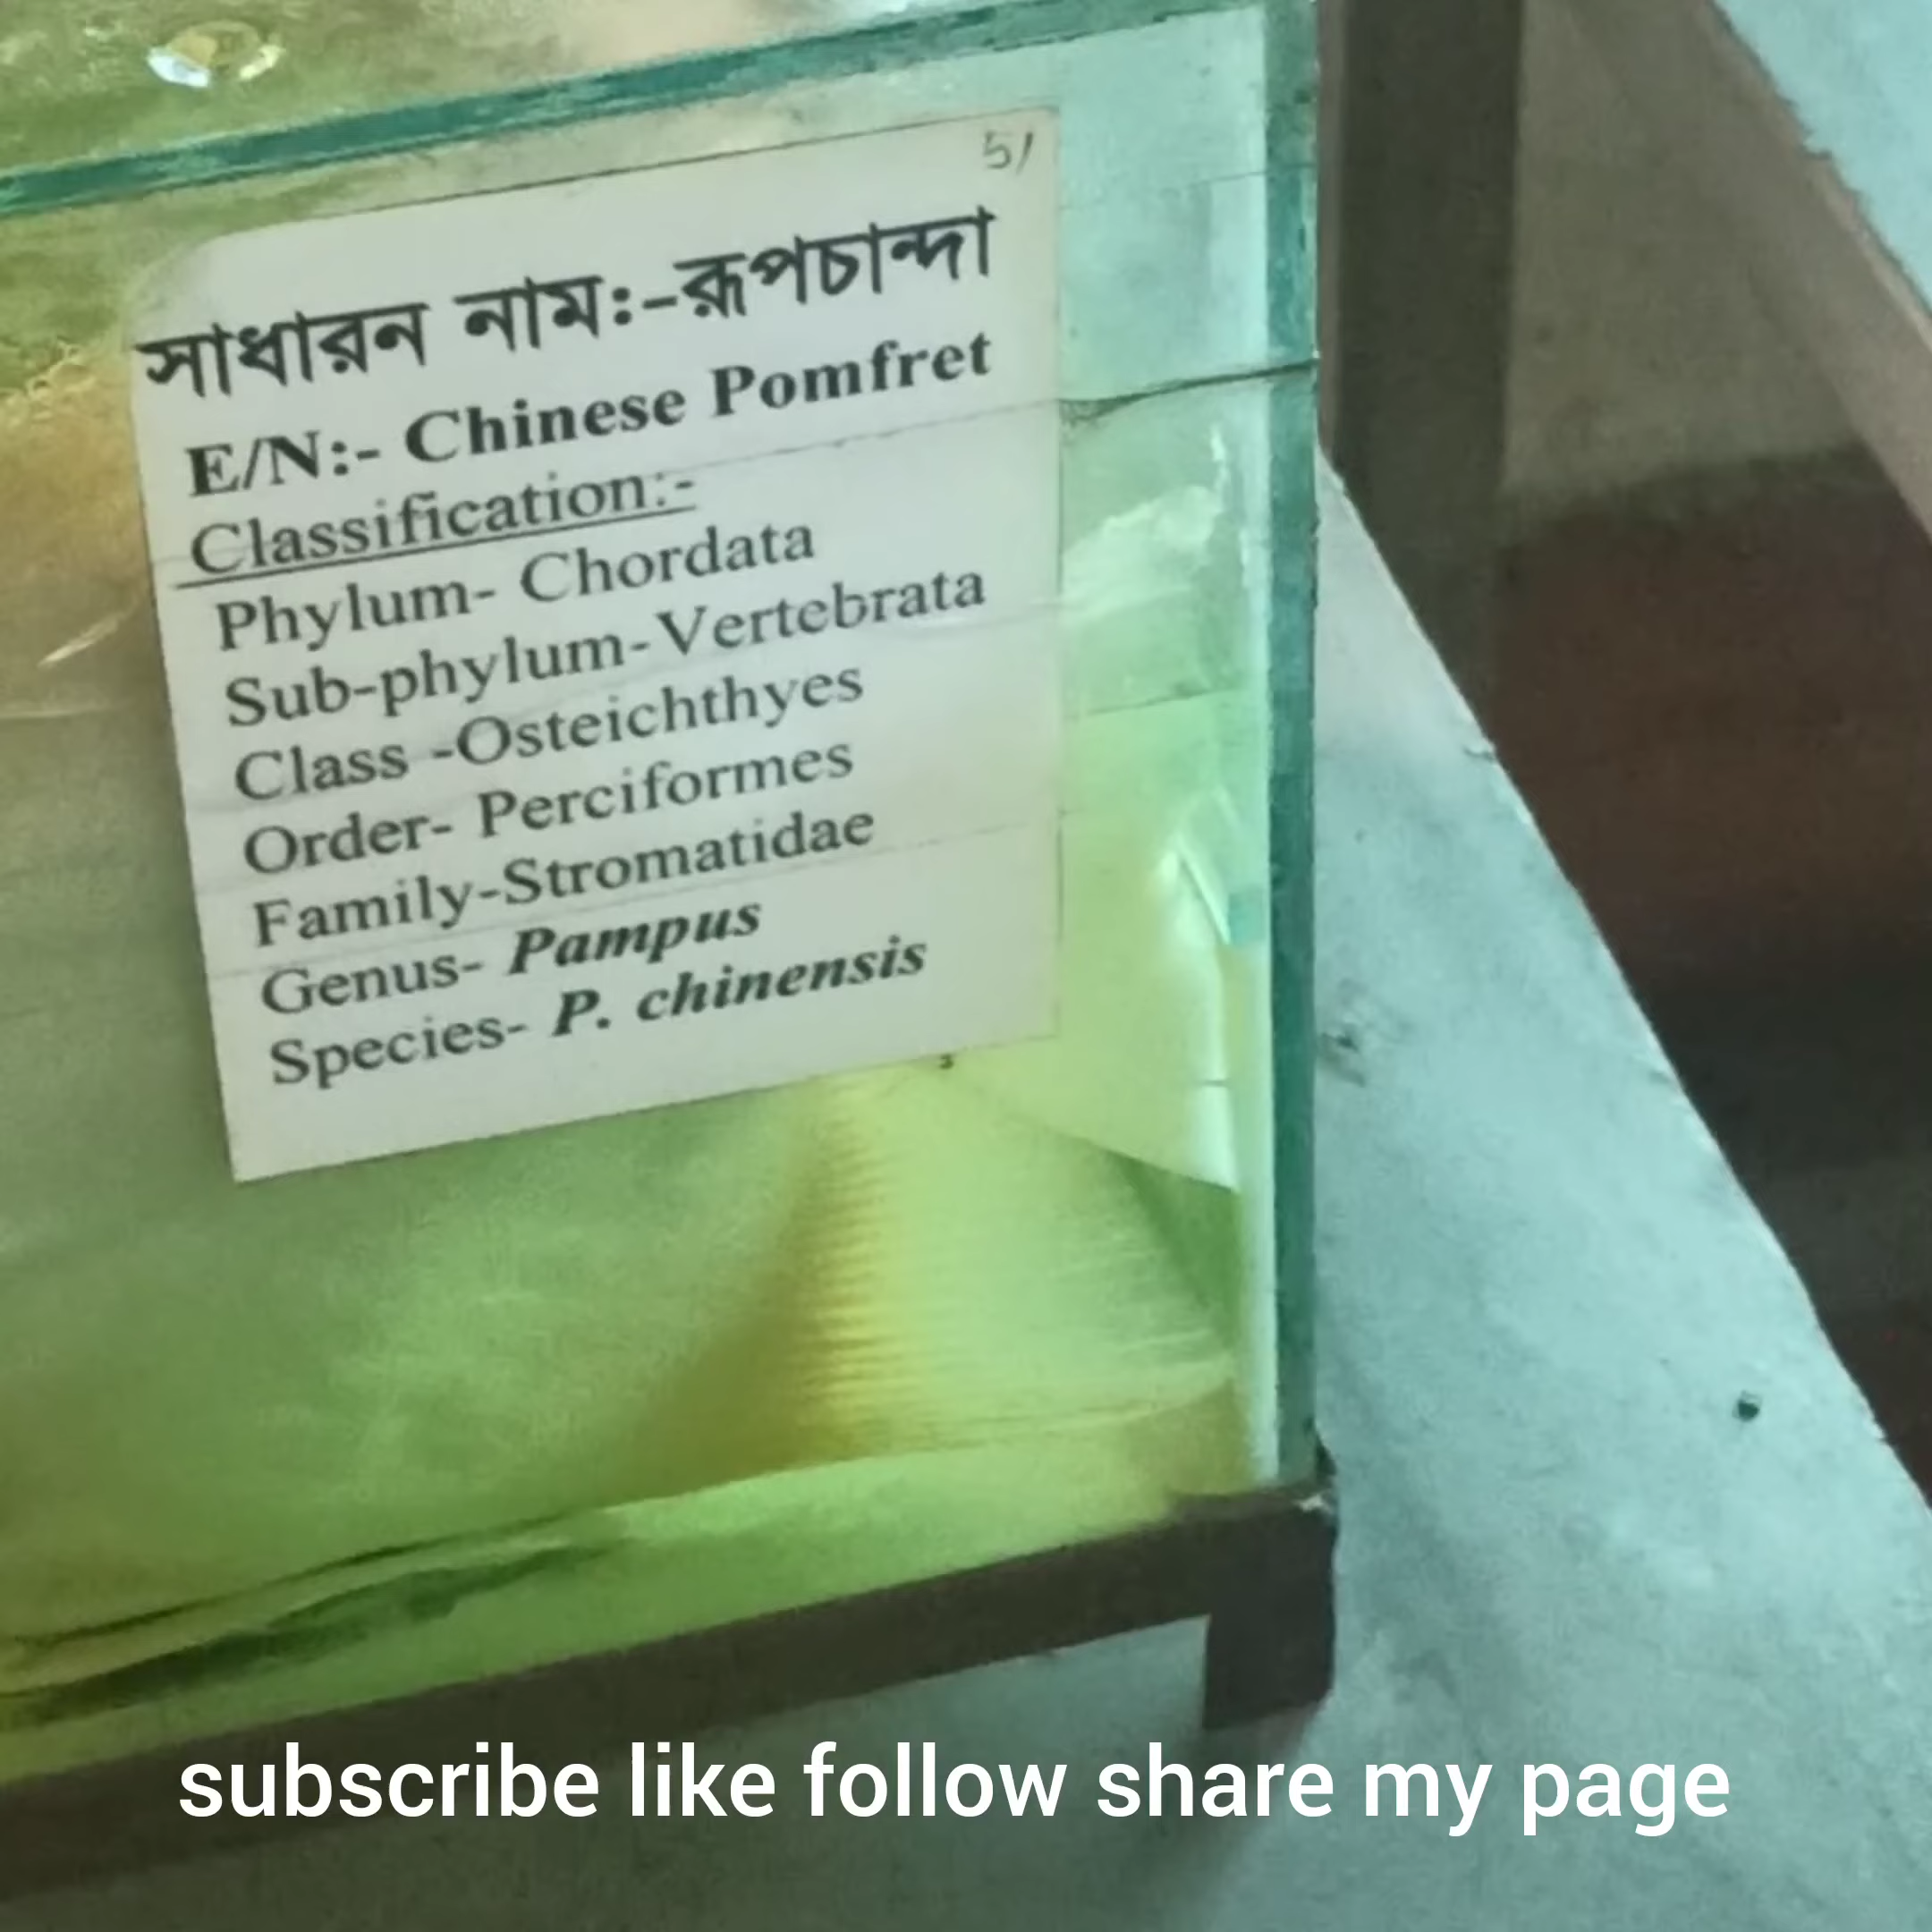 51
সাধারন নাম:-রূপচান্দা
E/N:- Chinese Pomfret
Classification:-
Phylum- Chordata
Sub-phylum-Vertebrata
Class -Osteichthyes
Order- Perciformes
Family-Stromatidae
Genus- Pampus
Species- P. chinensis
subscribe like follow share my page